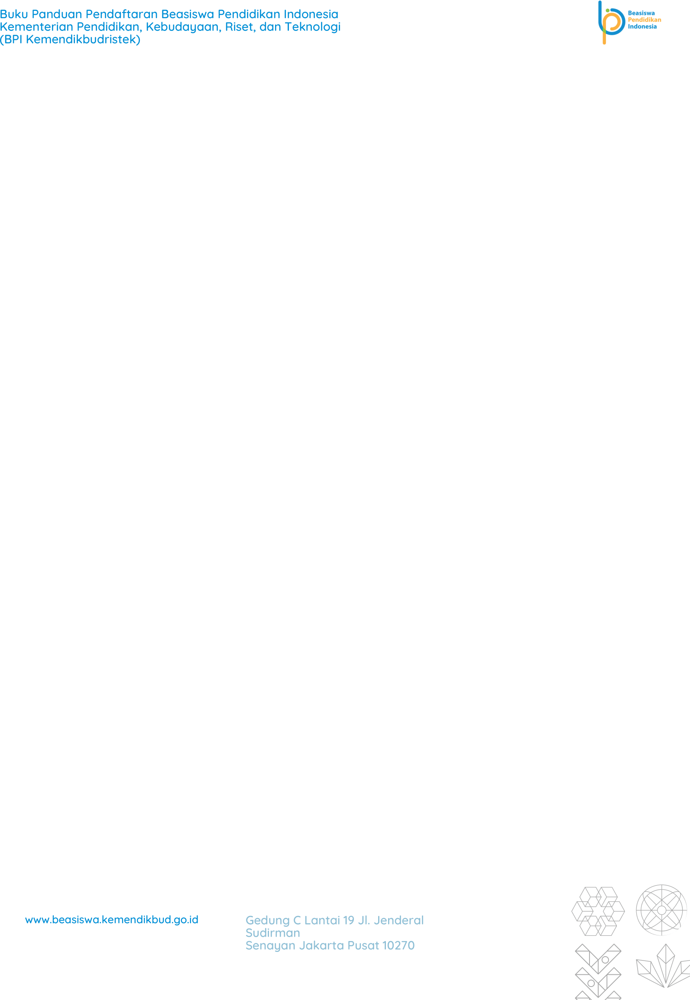 Buku Panduan Pendaftaran Beasiswa Pendidikan Indonesia
Kementerian Pendidikan, Kebudayaan, Riset, dan Teknologi
(BPI Kemendikbudristek)
Beasiswa
Pendidikan
Indonesia
www.beasiswa.kemendikbud.go.id
Gedung C Lantai 19 Jl. Jenderal
Sudirman
Senayan Jakarta Pusat 10270